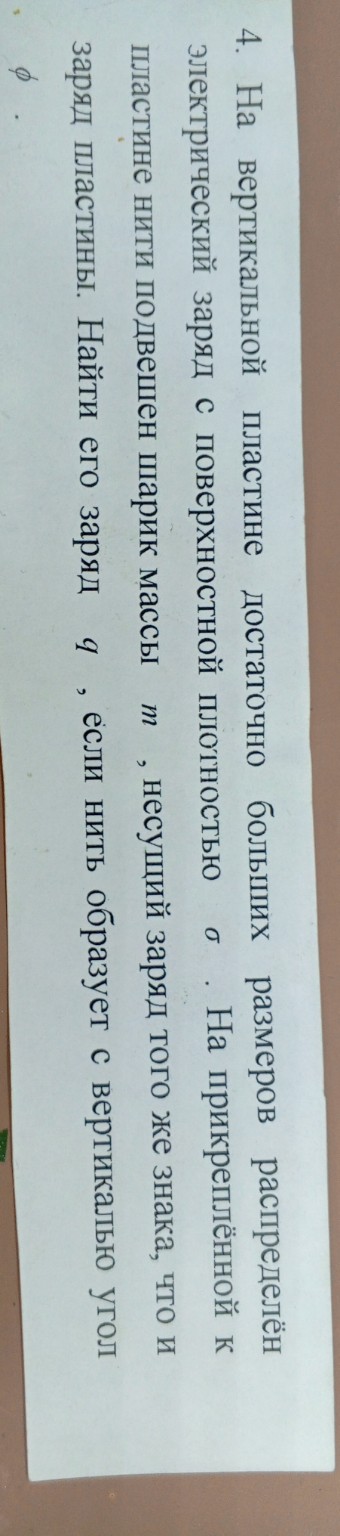 4. На вертикальной пластине достаточно больших размеров распределён
электрический заряд с поверхностной плотностью σ . На прикреплённой к
пластине нити подвешен шарик массы m , несущий заряд того же знака, что и
заряд пластины. Найти его заряд q , если нить образует с вертикалью угол
ϕ .